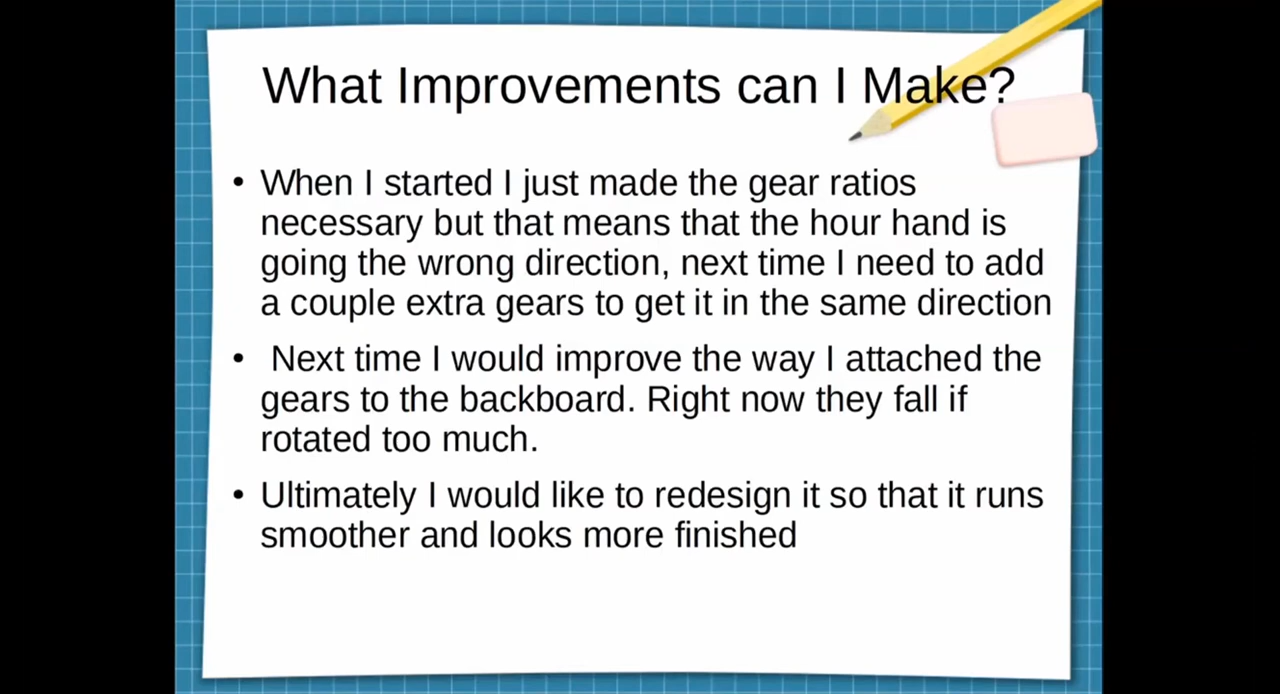 What Improvements can I Make?
• When I started I just made the gear ratios
necessary but that means that the hour hand is
going the wrong direction, next time I need to add
a couple extra gears to get it in the same direction
• Next time I would improve the way I attached the
gears to the backboard. Right now they fall if
rotated too much.
• Ultimately I would like to redesign it so that it runs
smoother and looks more finished